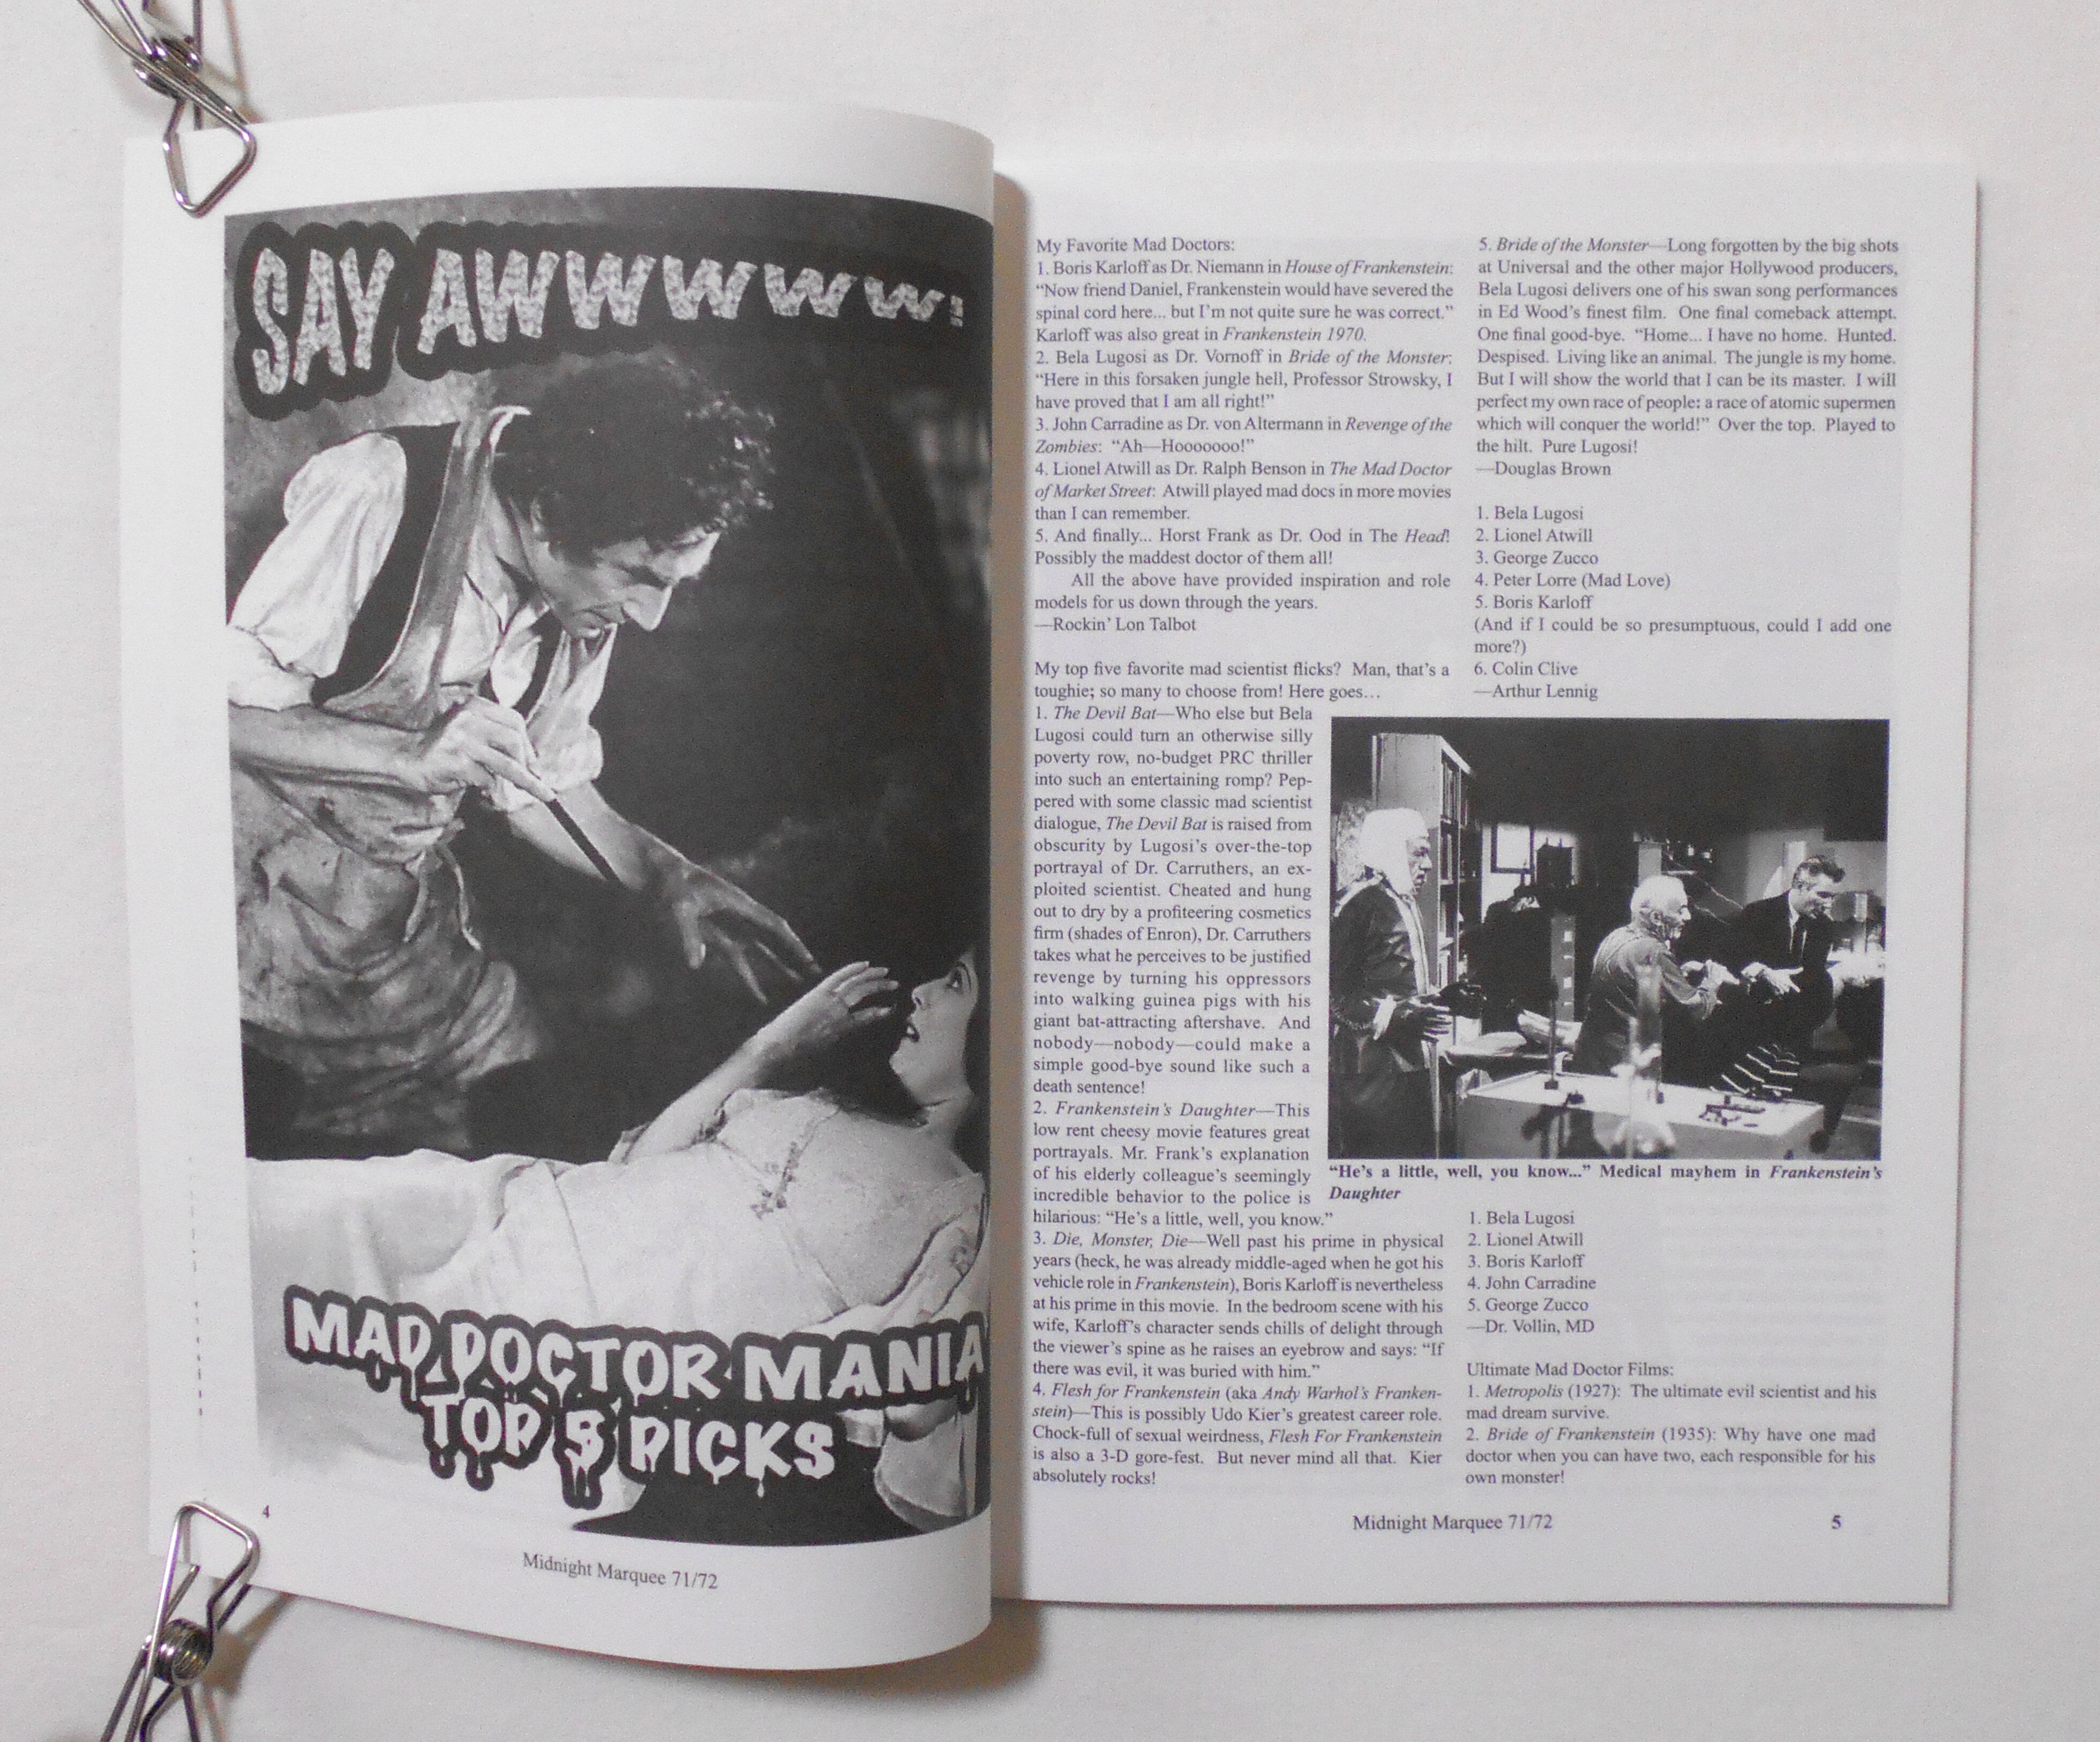 SAY AWWWWWW!
MAD DOCTOR MANIA
TOP 5 PICKS
4
Midnight Marquee 71/72
My Favorite Mad Doctors:
1. Boris Karloff as Dr. Niemann in House of Frankenstein:
“Now friend Daniel, Frankenstein would have severed the
spinal cord here... but I’m not quite sure he was correct.”
Karloff was also great in Frankenstein 1970.
2. Bela Lugosi as Dr. Vornoff in Bride of the Monster:
“Here in this forsaken jungle hell, Professor Strowsky, I
have proved that I am all right!”
3. John Carradine as Dr. von Altermann in Revenge of the
Zombies: “Ah—Hooooooo!”
4. Lionel Atwill as Dr. Ralph Benson in The Mad Doctor
of Market Street: Atwill played mad docs in more movies
than I can remember.
5. And finally... Horst Frank as Dr. Ood in The Head!
Possibly the maddest doctor of them all!
All the above have provided inspiration and role
models for us down through the years.
—Rockin’ Lon Talbot
My top five favorite mad scientist flicks? Man, that’s a
toughie; so many to choose from! Here goes…
1. The Devil Bat—Who else but Bela
Lugosi could turn an otherwise silly
poverty row, no-budget PRC thriller
into such an entertaining romp? Pep-
pered with some classic mad scientist
dialogue, The Devil Bat is raised from
obscurity by Lugosi’s over-the-top
portrayal of Dr. Carruthers, an ex-
ploited scientist. Cheated and hung
out to dry by a profiteering cosmetics
firm (shades of Enron), Dr. Carruthers
takes what he perceives to be justified
revenge by turning his oppressors
into walking guinea pigs with his
giant bat-attracting aftershave. And
nobody—nobody—could make a
simple good-bye sound like such a
death sentence!
2. Frankenstein’s Daughter—This
low rent cheesy movie features great
portrayals. Mr. Frank’s explanation
of his elderly colleague’s seemingly
incredible behavior to the police is
hilarious: “He’s a little, well, you know.”
3. Die, Monster, Die—Well past his prime in physical
years (heck, he was already middle-aged when he got his
vehicle role in Frankenstein), Boris Karloff is nevertheless
at his prime in this movie. In the bedroom scene with his
wife, Karloff’s character sends chills of delight through
the viewer’s spine as he raises an eyebrow and says: “If
there was evil, it was buried with him.”
4. Flesh for Frankenstein (aka Andy Warhol’s Franken-
stein)—This is possibly Udo Kier’s greatest career role.
Chock-full of sexual weirdness, Flesh For Frankenstein
is also a 3-D gore-fest. But never mind all that. Kier
absolutely rocks!
5. Bride of the Monster—Long forgotten by the big shots
at Universal and the other major Hollywood producers,
Bela Lugosi delivers one of his swan song performances
in Ed Wood’s finest film. One final comeback attempt.
One final good-bye. “Home... I have no home. Hunted.
Despised. Living like an animal. The jungle is my home.
But I will show the world that I can be its master. I will
perfect my own race of people: a race of atomic supermen
which will conquer the world!” Over the top. Played to
the hilt. Pure Lugosi!
—Douglas Brown
1. Bela Lugosi
2. Lionel Atwill
3. George Zucco
4. Peter Lorre (Mad Love)
5. Boris Karloff
(And if I could be so presumptuous, could I add one
more?)
6. Colin Clive
—Arthur Lennig
“He’s a little, well, you know...” Medical mayhem in Frankenstein’s
Daughter
1. Bela Lugosi
2. Lionel Atwill
3. Boris Karloff
4. John Carradine
5. George Zucco
—Dr. Vollin, MD
Ultimate Mad Doctor Films:
1. Metropolis (1927): The ultimate evil scientist and his
mad dream survive.
2. Bride of Frankenstein (1935): Why have one mad
doctor when you can have two, each responsible for his
own monster!
Midnight Marquee 71/72
5